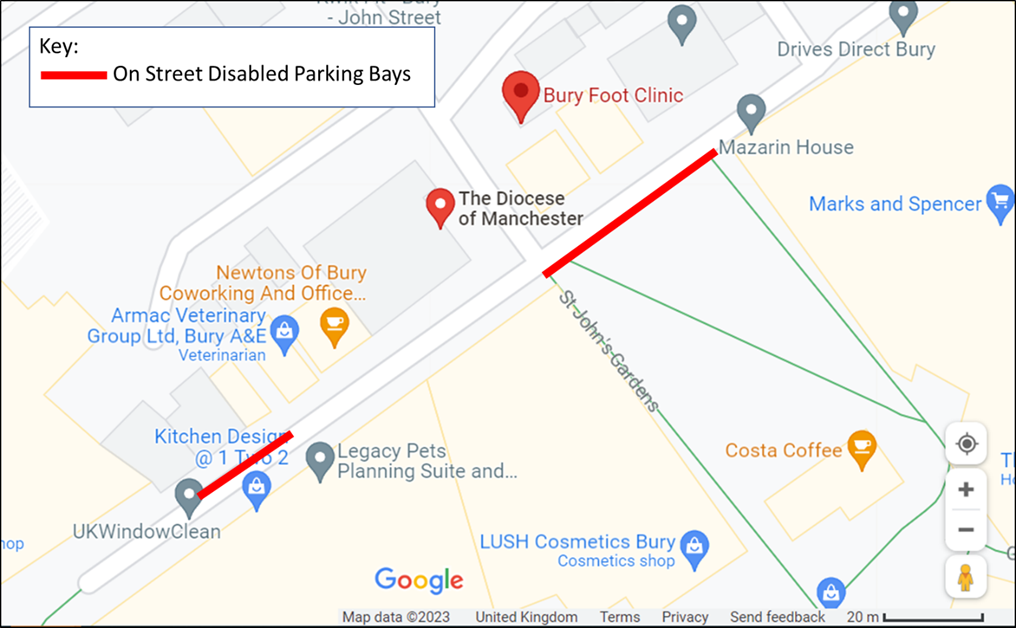 - John Street
Key:
On Street Disabled Parking Bays
Drives Direct Bury
Bury Foot Clinic
Mazarin House
The Diocese
of Manchester
Marks and Spencer
Newtons Of Bury
Coworking And Office...
Armac Veterinary
Group Ltd, Bury A&E
Veterinarian
St John's Gardens
Kitchen Design
@ 1 Two 2
Legacy Pets
Planning Suite and...
Costa Coffee
UKWindowClean
LUSH Cosmetics Bury
Cosmetics shop
Google
Map data ©2023 United Kingdom Terms Privacy Send feedback 20 m